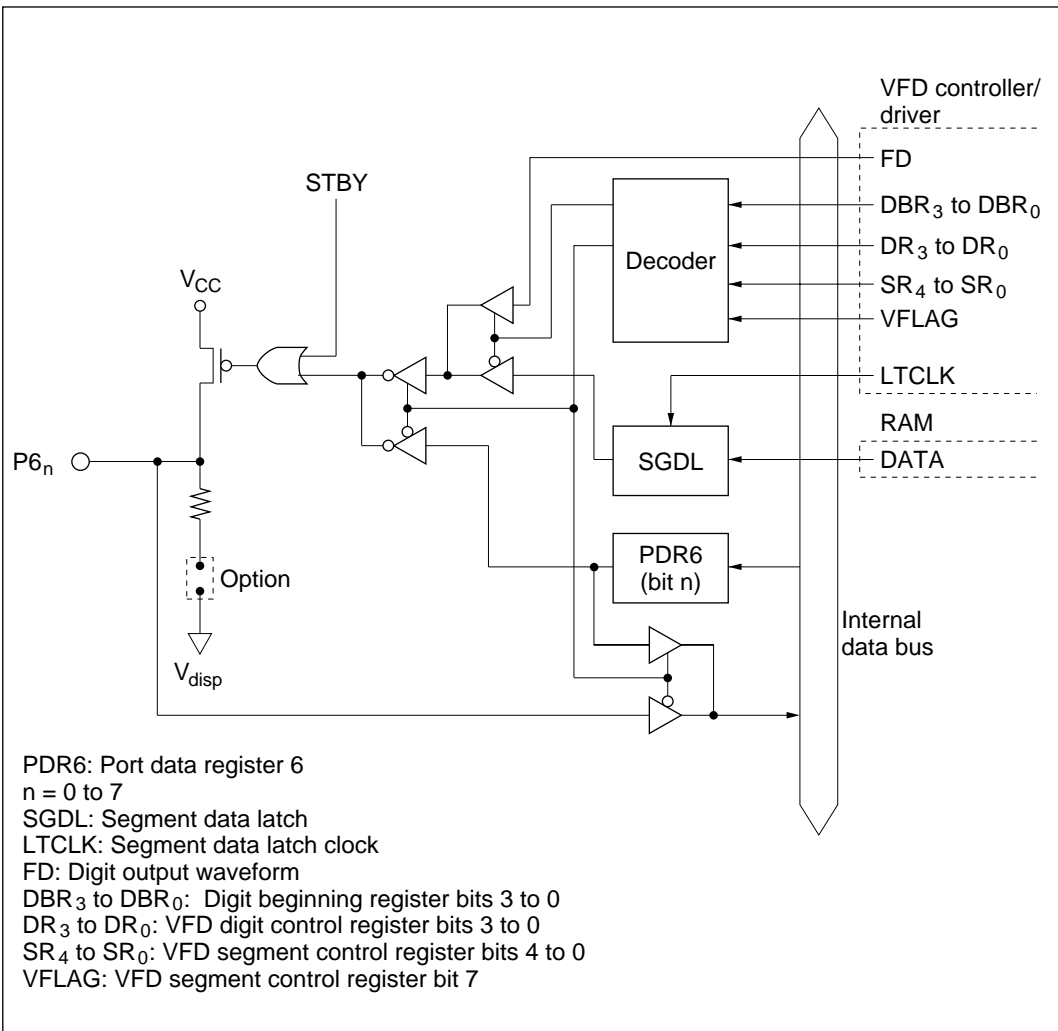 VFD controller/
driver
FD
STBY
DBR3 to DBR0
Decoder
DR3 to DR0
VCC
SR4 to SR0
VFLAG
LTCLK
RAM
P6n
SGDL
DATA
PDR6
(bit n)
Option
Internal
data bus
Vdisp
PDR6: Port data register 6
n = 0 to 7
SGDL: Segment data latch
LTCLK: Segment data latch clock
FD: Digit output waveform
DBR3 to DBR0: Digit beginning register bits 3 to 0
DR3 to DR0: VFD digit control register bits 3 to 0
SR4 to SR0: VFD segment control register bits 4 to 0
VFLAG: VFD segment control register bit 7